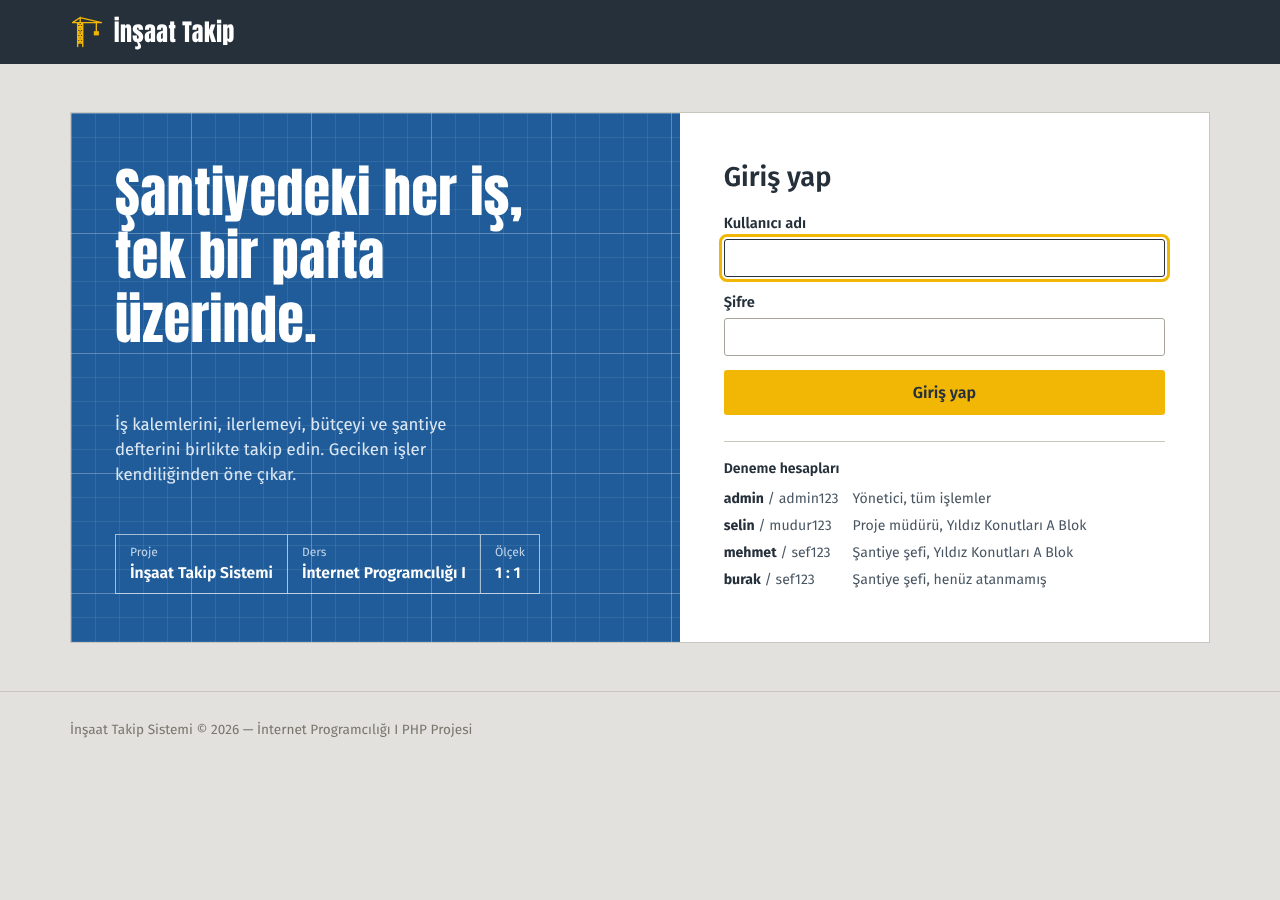 İnşaat Takip
Şantiyedeki her iş,
tek bir pafta
üzerinde.
İş kalemlerini, ilerlemeyi, bütçeyi ve şantiye
defterini birlikte takip edin. Geciken işler
kendiliğinden öne çıkar.
Proje
İnşaat Takip Sistemi
Ders
İnternet Programcılığı I
Ölçek
1 : 1
Giriş yap
Kullanıcı adı
Şifre
Giriş yap
Deneme hesapları
admin / admin123 Yönetici, tüm işlemler
selin / mudur123 Proje müdürü, Yıldız Konutları A Blok
mehmet / sef123 Şantiye şefi, Yıldız Konutları A Blok
burak / sef123 Şantiye şefi, henüz atanmamış
İnşaat Takip Sistemi © 2026 — İnternet Programcılığı I PHP Projesi